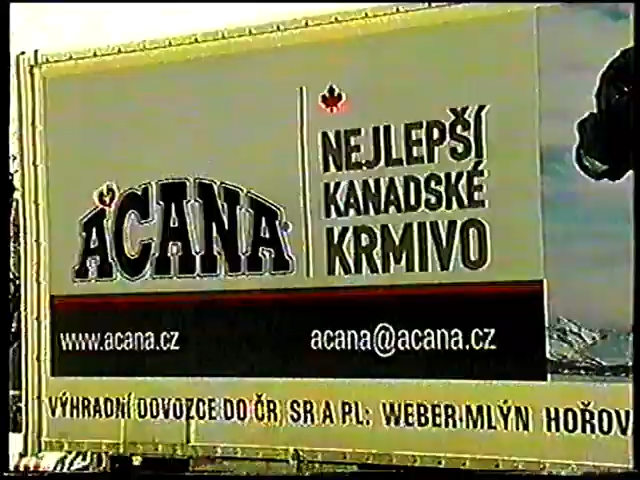 ACANA
NEJLEPŠÍ
KANADSKÉ
KRMIVO
www.acana.cz
acana@acana.cz
VÝHRADNÍ DOVOZCE DO ČR, SR A PL: WEBER MLÝN HOŘOV